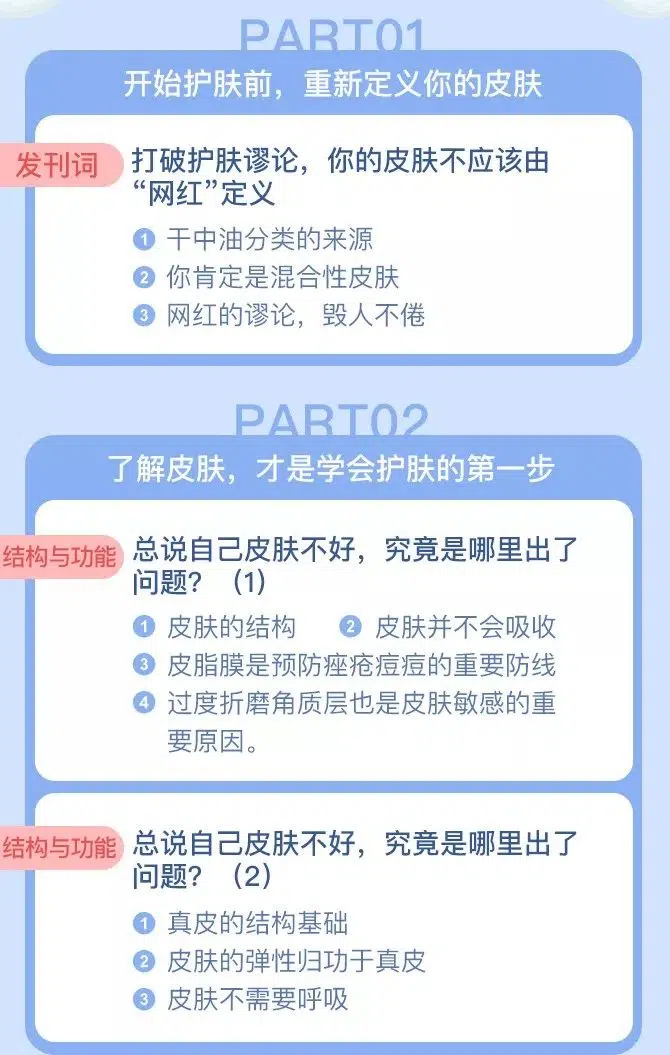 PART01
开始护肤前，重新定义你的皮肤
发刊词
打破护肤谬论，你的皮肤不应该由
“网红”定义
1 干中油分类的来源
2 你肯定是混合性皮肤
3 网红的谬论，毁人不倦
PART02
了解皮肤，才是学会护肤的第一步
结构与功能
总说自己皮肤不好，究竟是哪里出了
问题？（1）
1 皮肤的结构 2 皮肤并不会吸收
3 皮脂膜是预防痤疮痘痘的重要防线
4 过度折磨角质层也是皮肤敏感的重
要原因。
结构与功能
总说自己皮肤不好，究竟是哪里出了
问题？（2）
1 真皮的结构基础
2 皮肤的弹性归功于真皮
3 皮肤不需要呼吸